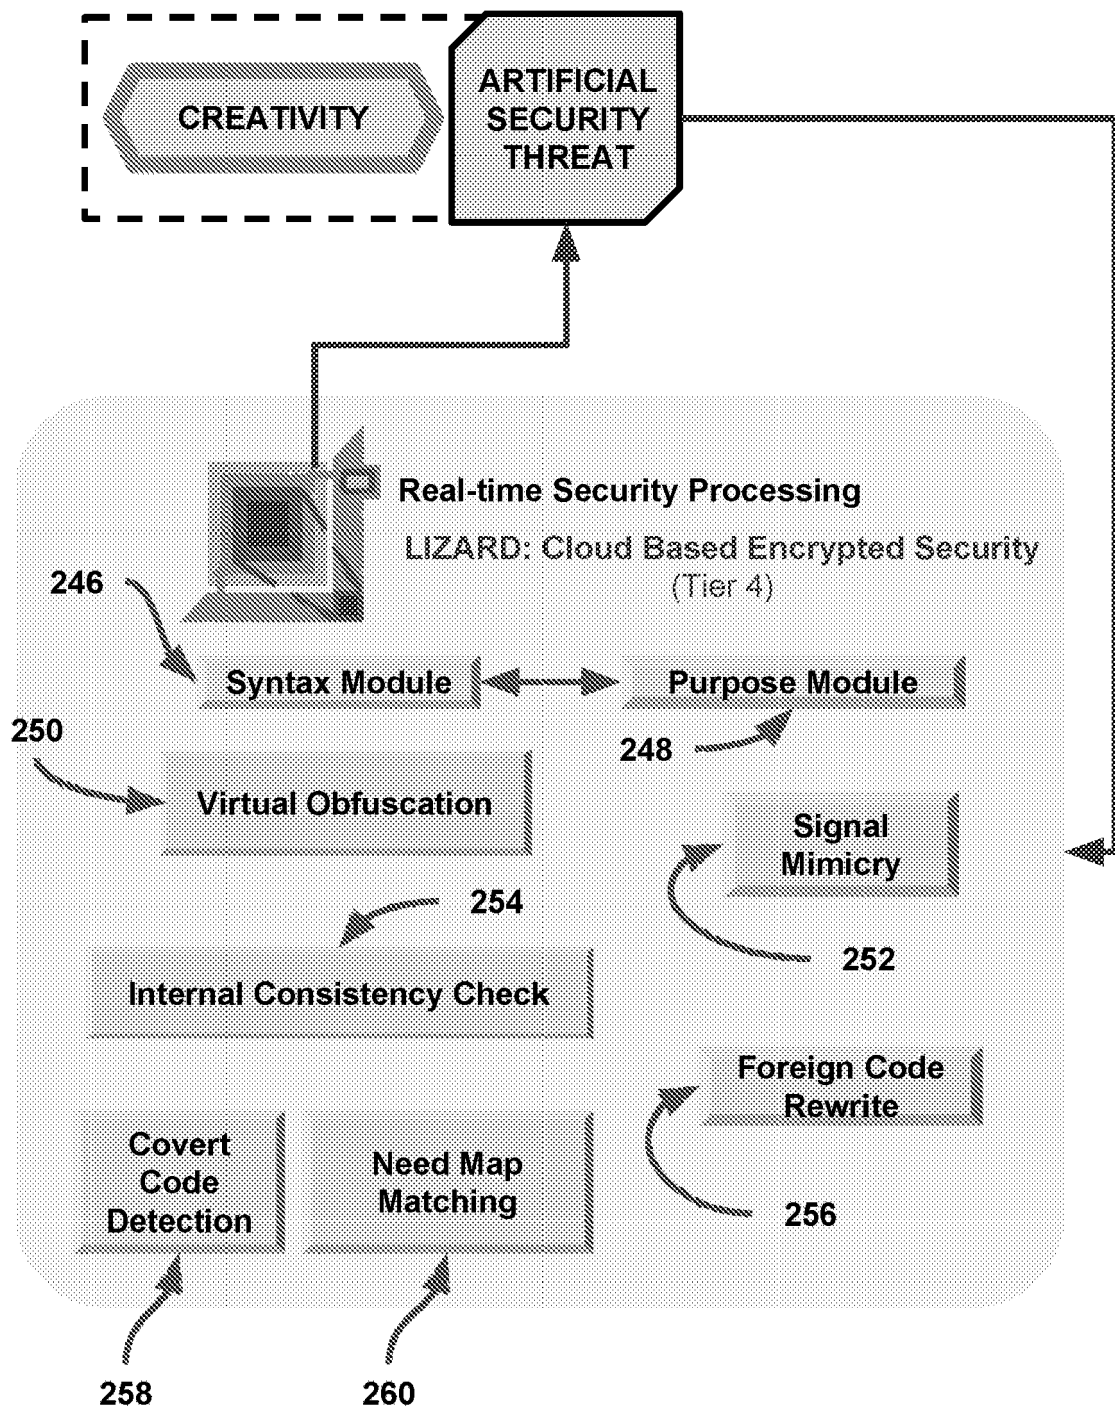 CREATIVITY
ARTIFICIAL
SECURITY
THREAT
Real-time Security Processing
LIZARD: Cloud Based Encrypted Security
(Tier 4)
246
Syntax Module
Purpose Module
250
248
Virtual Obfuscation
Signal
Mimicry
254
252
Internal Consistency Check
Foreign Code
Rewrite
Covert
Code
Detection
Need Map
Matching
256
258
260